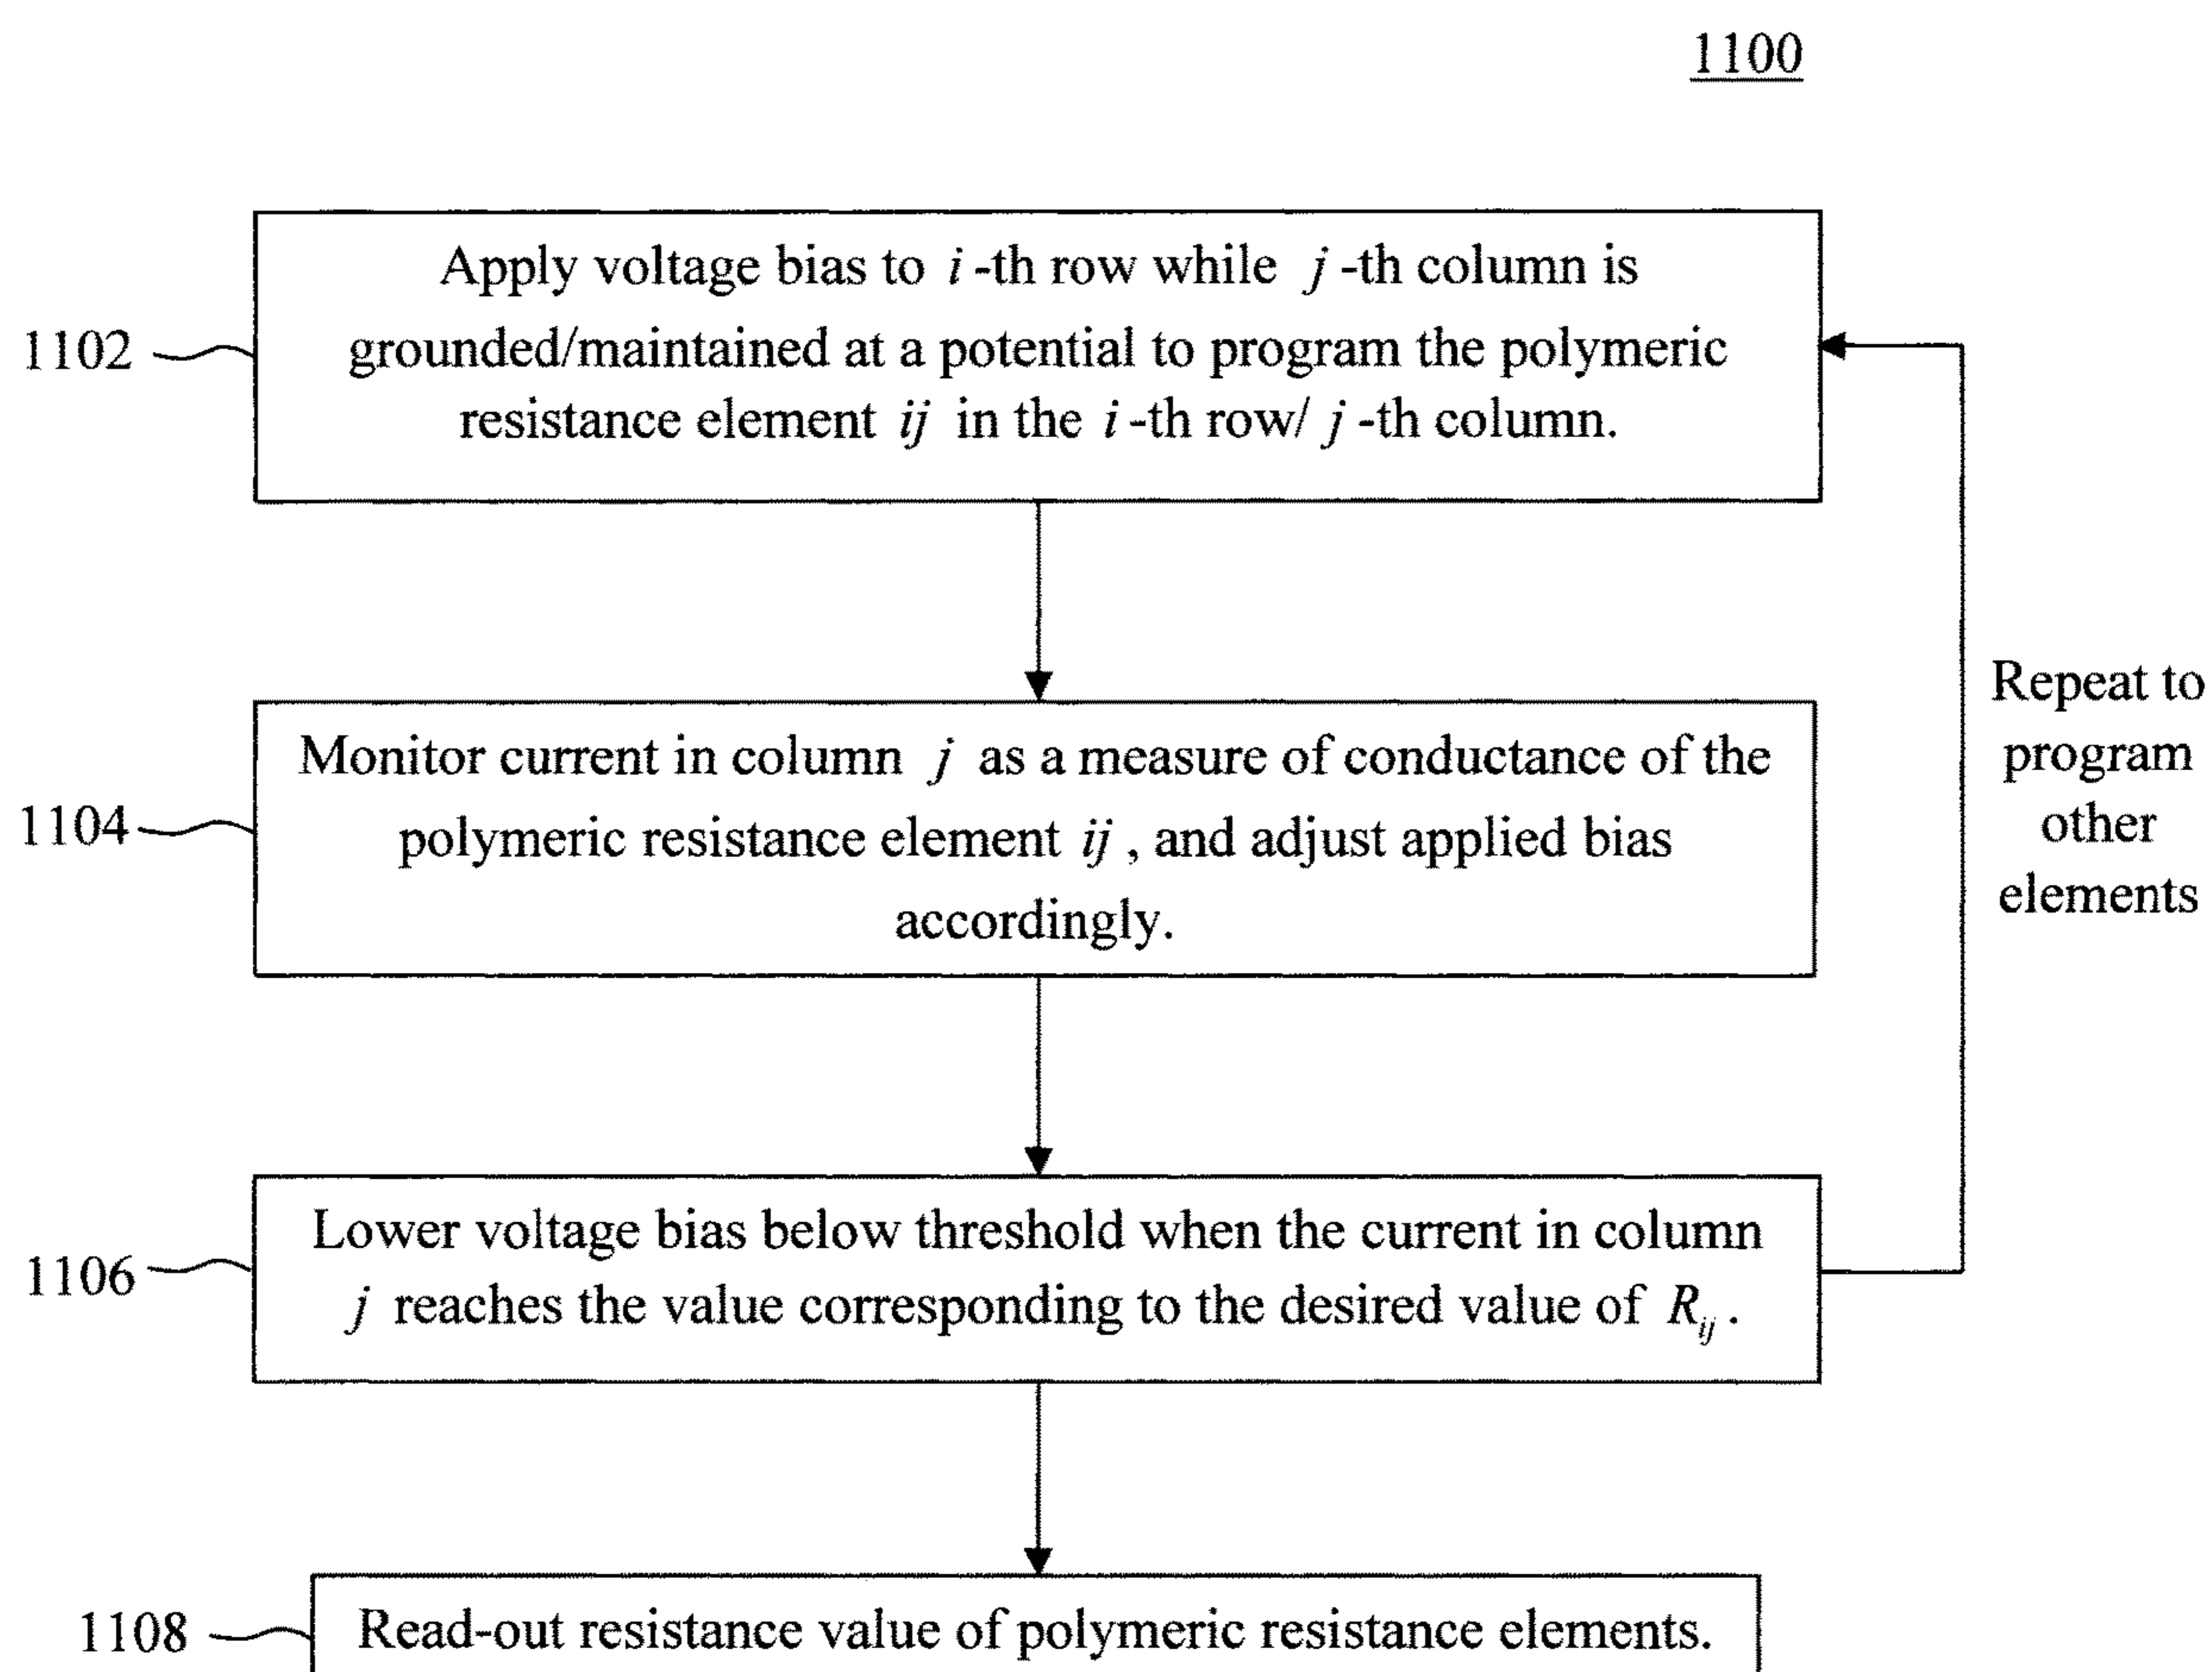 1100
1102
Apply voltage bias to i-th row while j-th column is
grounded/maintained at a potential to program the polymeric
resistance element ij in the i-th row/ j-th column.
1104
Monitor current in column j as a measure of conductance of the
polymeric resistance element ij, and adjust applied bias
accordingly.
Repeat to
program
other
elements
1106
Lower voltage bias below threshold when the current in column
j reaches the value corresponding to the desired value of R_ij.
1108
Read-out resistance value of polymeric resistance elements.